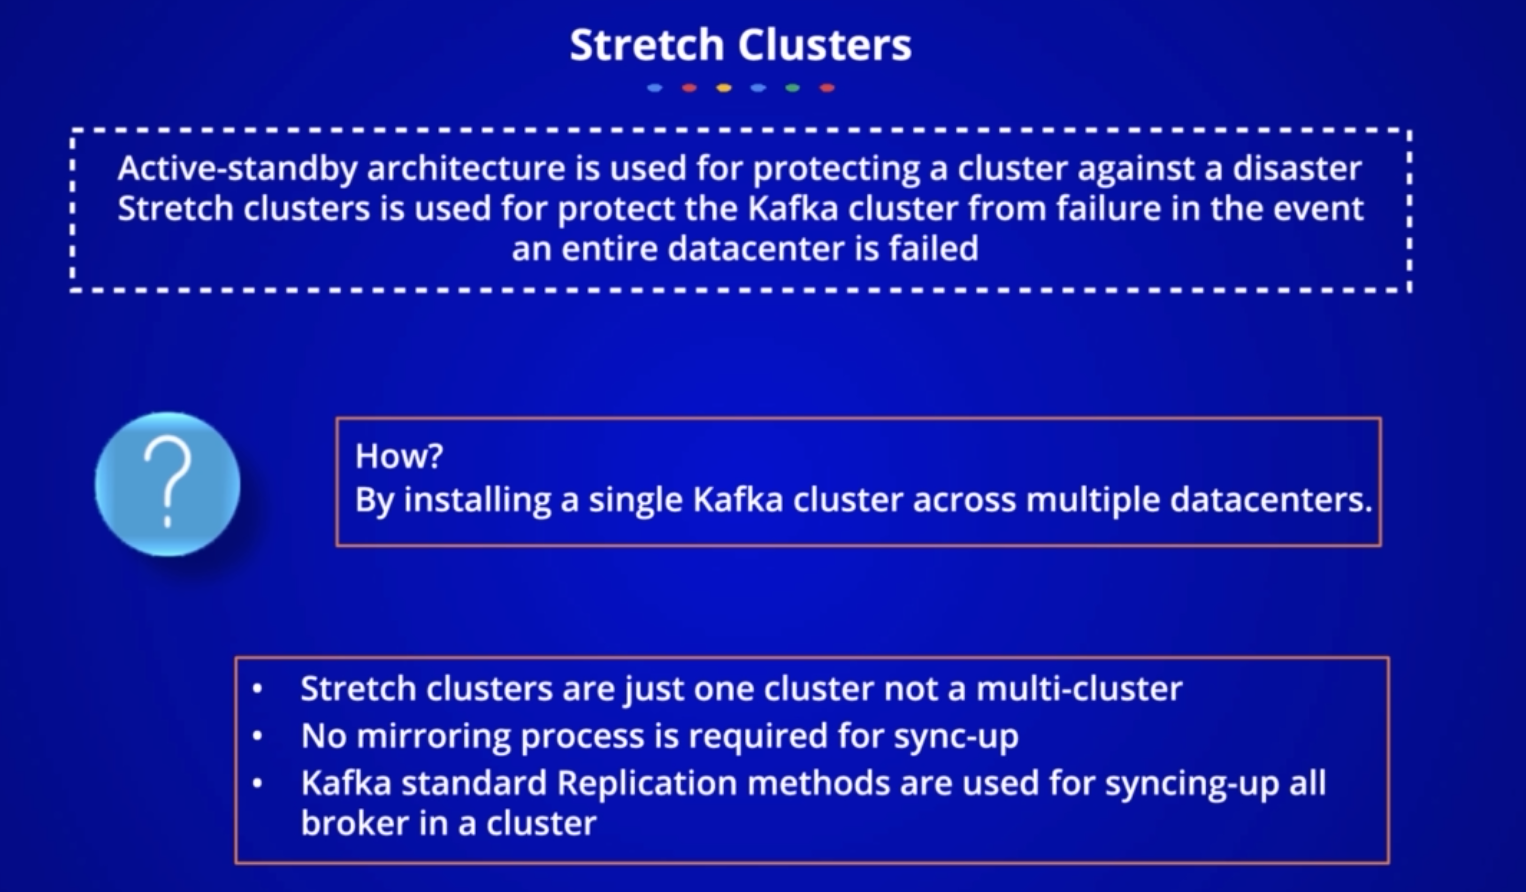 Stretch Clusters
Active-standby architecture is used for protecting a cluster against a disaster
Stretch clusters is used for protect the Kafka cluster from failure in the event
an entire datacenter is failed
?
How?
By installing a single Kafka cluster across multiple datacenters.
• Stretch clusters are just one cluster not a multi-cluster
• No mirroring process is required for sync-up
• Kafka standard Replication methods are used for syncing-up all
broker in a cluster